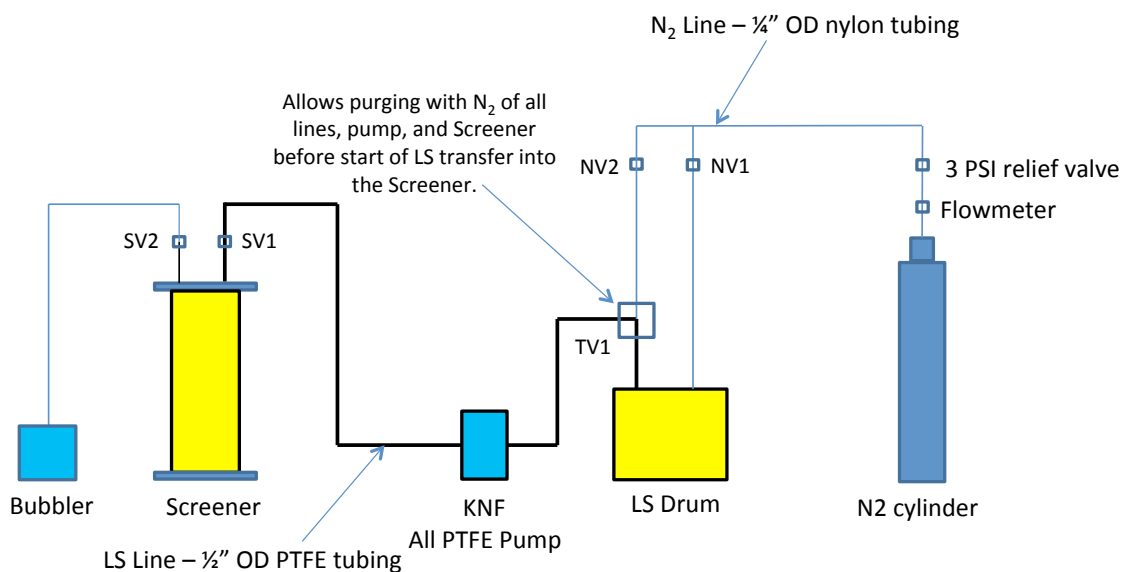 N₂ Line – ¼” OD nylon tubing
Allows purging with N₂ of all
lines, pump, and Screener
before start of LS transfer into
the Screener.
NV2
NV1
3 PSI relief valve
Flowmeter
SV2
SV1
TV1
Bubbler
Screener
KNF
All PTFE Pump
LS Drum
N2 cylinder
LS Line – ½” OD PTFE tubing